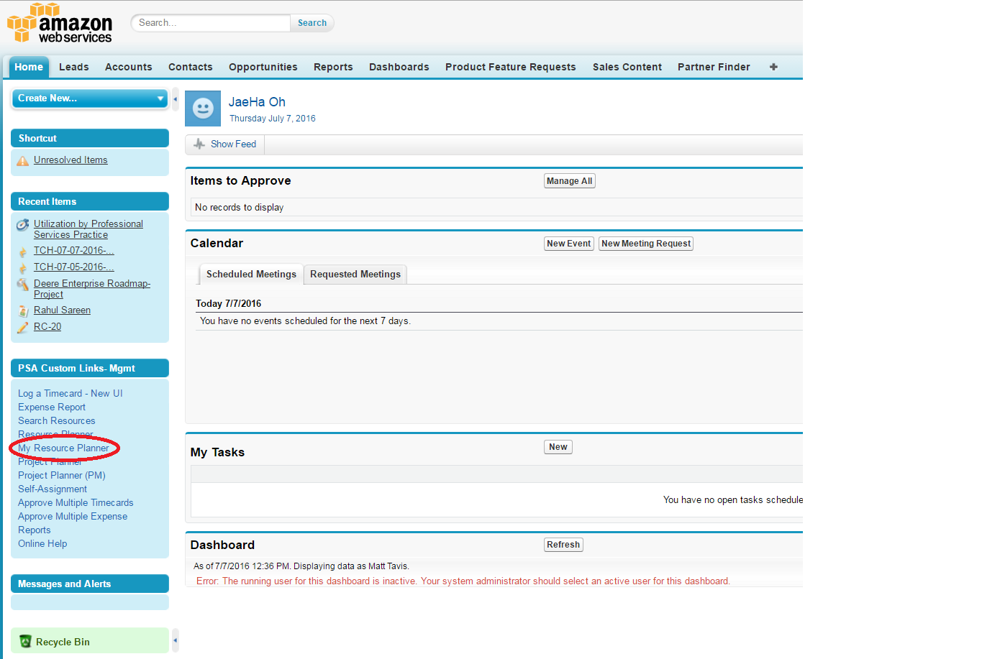 amazon
web services
Search...
Search
Home
Leads
Accounts
Contacts
Opportunities
Reports
Dashboards
Product Feature Requests
Sales Content
Partner Finder
+
Create New...
JaeHa Oh
Thursday July 7, 2016
Show Feed
Shortcut
Unresolved Items
Recent Items
Utilization by Professional
Services Practice
TCH-07-07-2016-...
TCH-07-05-2016-...
Deere Enterprise Roadmap-
Project
Rahul Sareen
RC-20
PSA Custom Links- Mgmt
Log a Timecard - New UI
Expense Report
Search Resources
Resource Planner
My Resource Planner
Project Planner
Project Planner (PM)
Self-Assignment
Approve Multiple Timecards
Approve Multiple Expense
Reports
Online Help
Messages and Alerts
Recycle Bin
Items to Approve
Manage All
No records to display
Calendar
New Event
New Meeting Request
Scheduled Meetings
Requested Meetings
Today 7/7/2016
You have no events scheduled for the next 7 days.
My Tasks
New
You have no open tasks schedule
Dashboard
Refresh
As of 7/7/2016 12:36 PM. Displaying data as Matt Tavis.
Error: The running user for this dashboard is inactive. Your system administrator should select an active user for this dashboard.